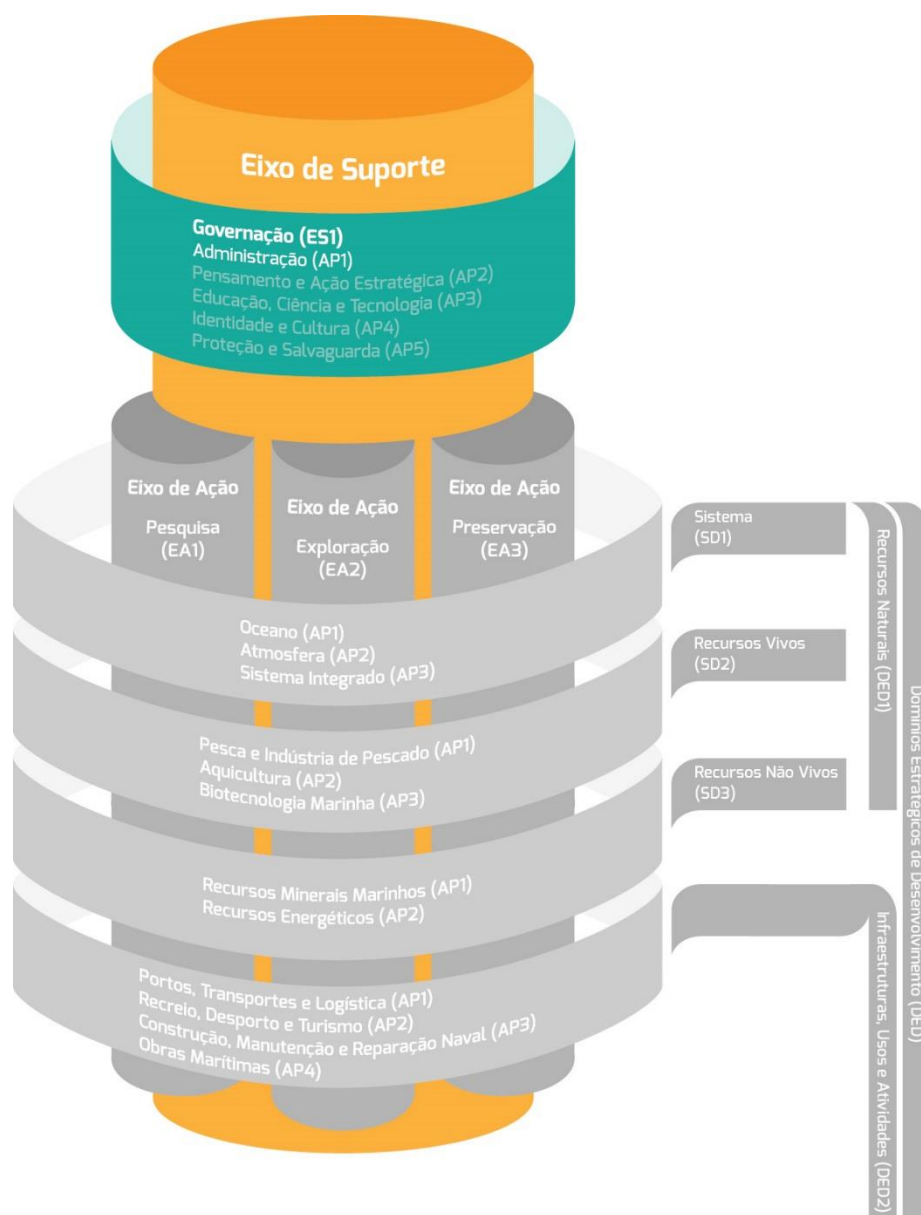 Eixo de Suporte
Governação (ES1)
Administração (AP1)
Pensamento e Ação Estratégica (AP2)
Educação, Ciência e Tecnologia (AP3)
Identidade e Cultura (AP4)
Proteção e Salvaguarda (AP5)
Eixo de Ação
Pesquisa
(EA1)
Eixo de Ação
Exploração
(EA2)
Eixo de Ação
Preservação
(EA3)
Oceano (AP1)
Atmosfera (AP2)
Sistema Integrado (AP3)
Sistema
(SD1)
Pesca e Indústria de Pescado (AP1)
Aquicultura (AP2)
Biotecnologia Marinha (AP3)
Recursos Vivos
(SD2)
Recursos Minerais Marinhos (AP1)
Recursos Energéticos (AP2)
Recursos Não Vivos
(SD3)
Portos, Transportes e Logística (AP1)
Recreio, Desporto e Turismo (AP2)
Construção, Manutenção e Reparação Naval (AP3)
Obras Marítimas (AP4)
Recursos Naturais (DED1)
Infraestruturas, Usos e Atividades (DED2)
Domínios Estratégicos de Desenvolvimento (DED)